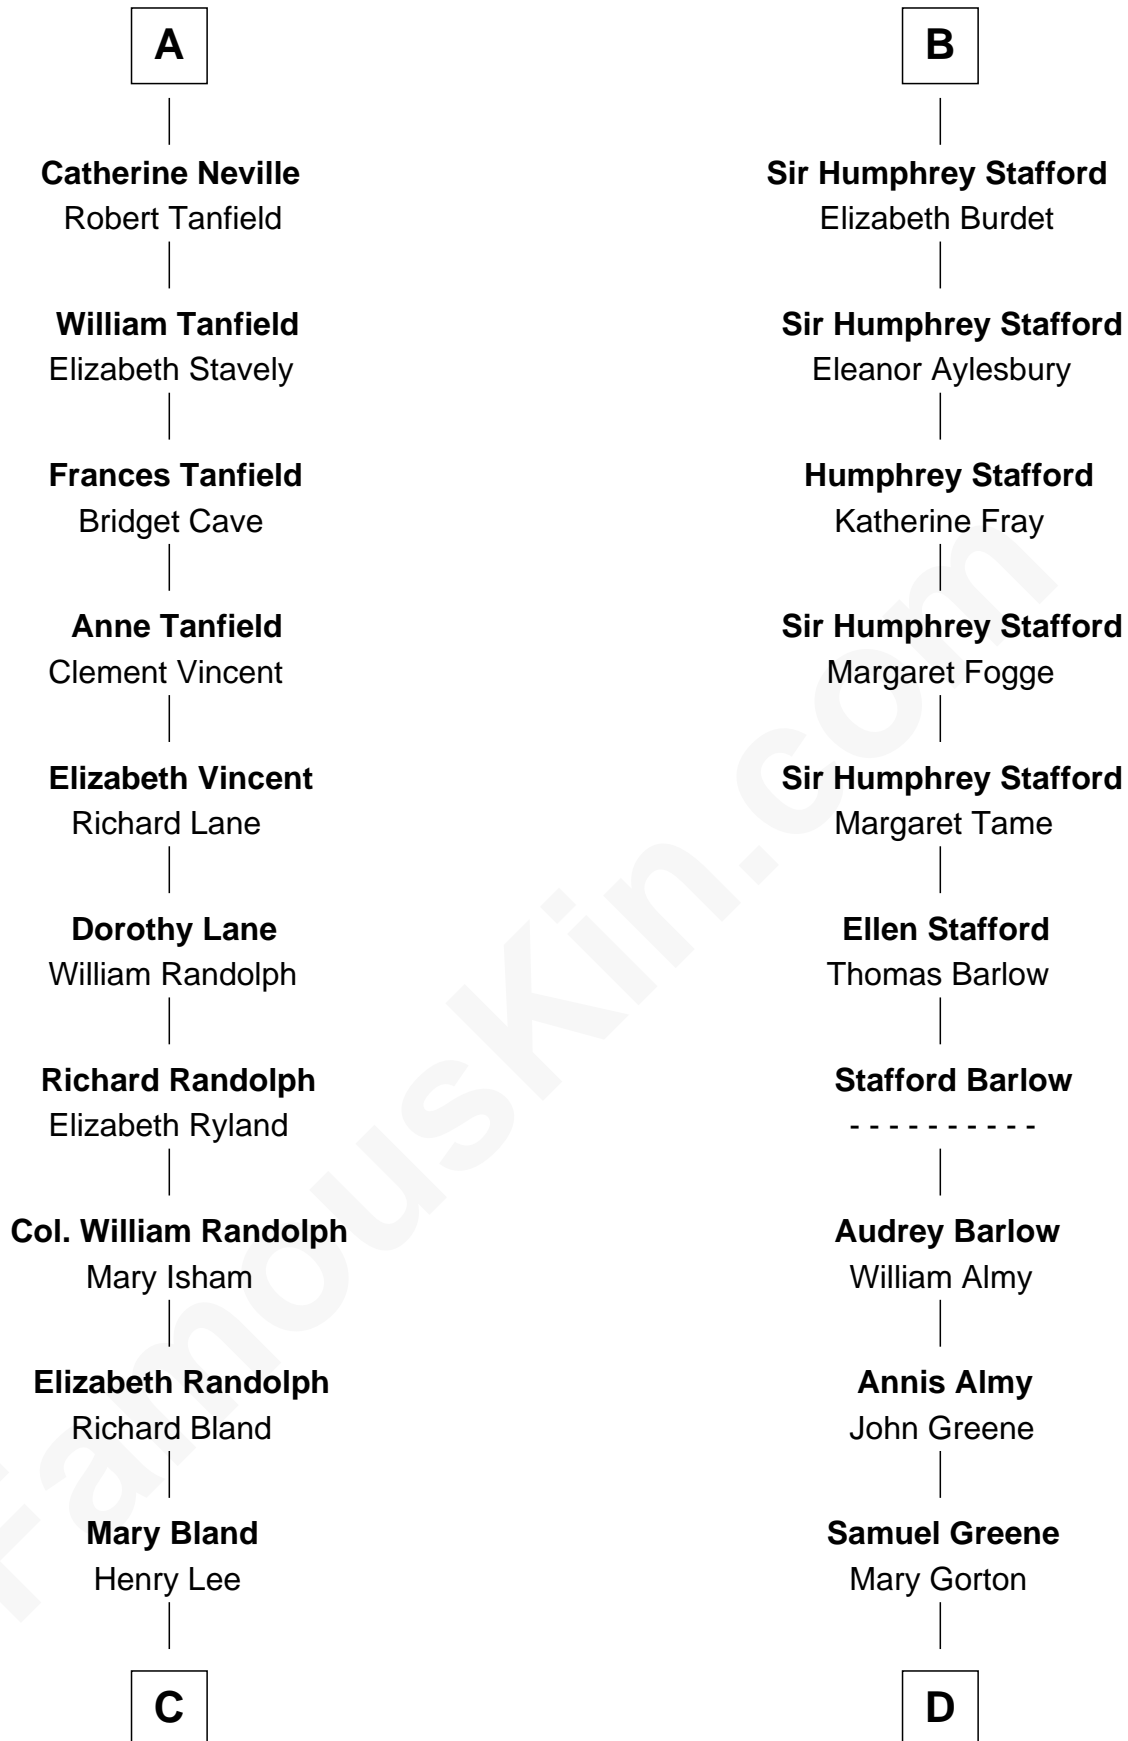 A
Catherine Neville
Robert Tanfield
William Tanfield
Elizabeth Stavely
Frances Tanfield
Bridget Cave
Anne Tanfield
Clement Vincent
Elizabeth Vincent
Richard Lane
Dorothy Lane
William Randolph
Richard Randolph
Elizabeth Ryland
Col. William Randolph
Mary Isham
Elizabeth Randolph
Richard Bland
Mary Bland
Henry Lee
C
B
Sir Humphrey Stafford
Elizabeth Burdet
Sir Humphrey Stafford
Eleanor Aylesbury
Humphrey Stafford
Katherine Fray
Sir Humphrey Stafford
Margaret Fogge
Sir Humphrey Stafford
Margaret Tame
Ellen Stafford
Thomas Barlow
Stafford Barlow
- - - - - - - - - -
Audrey Barlow
William Almy
Annis Almy
John Greene
Samuel Greene
Mary Gorton
D
FamousKin.com